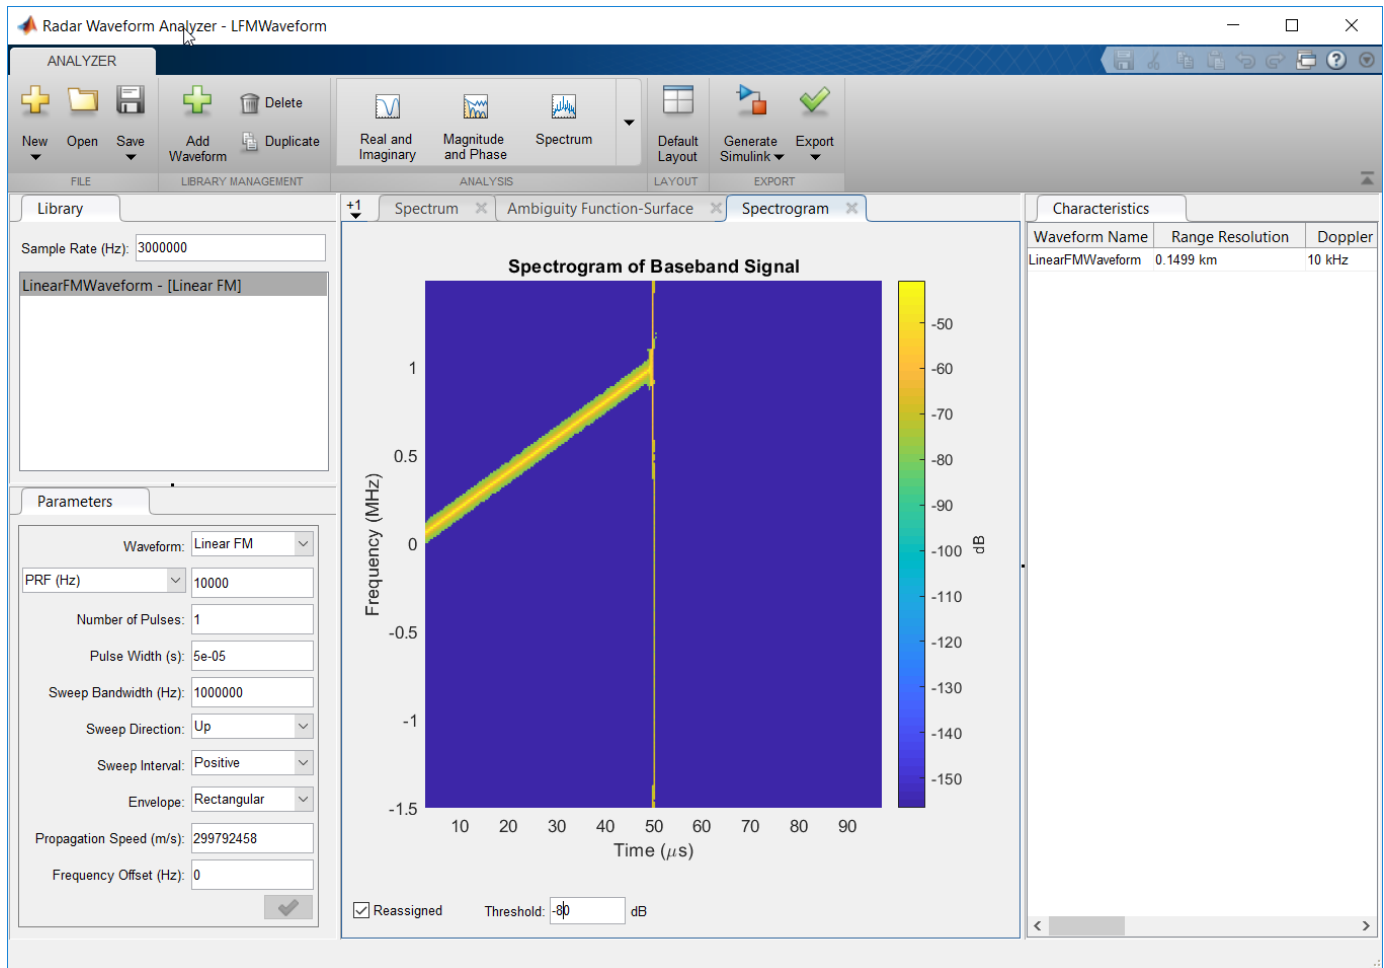 Radar Waveform Analyzer - LFMWaveform
ANALYZER
New
Open
Save
Add Waveform
Delete
Duplicate
Real and Imaginary
Magnitude and Phase
Spectrum
Default Layout
Generate Simulink
Export
FILE
LIBRARY MANAGEMENT
ANALYSIS
LAYOUT
EXPORT
Library
Sample Rate (Hz): 3000000
LinearFMWaveform - [Linear FM]
Parameters
Waveform: Linear FM
PRF (Hz) 10000
Number of Pulses: 1
Pulse Width (s): 5e-05
Sweep Bandwidth (Hz): 1000000
Sweep Direction: Up
Sweep Interval: Positive
Envelope: Rectangular
Propagation Speed (m/s): 299792458
Frequency Offset (Hz): 0
+1
Spectrum
Ambiguity Function-Surface
Spectrogram
Spectrogram of Baseband Signal
Frequency (MHz)
1
0.5
0
-0.5
-1
-1.5
10 20 30 40 50 60 70 80 90
Time (μs)
-50
-60
-70
-80
-90
-100
-110
-120
-130
-140
-150
dB
Reassigned
Threshold: -80 dB
Characteristics
Waveform Name Range Resolution Doppler
LinearFMWaveform 0.1499 km 10 kHz